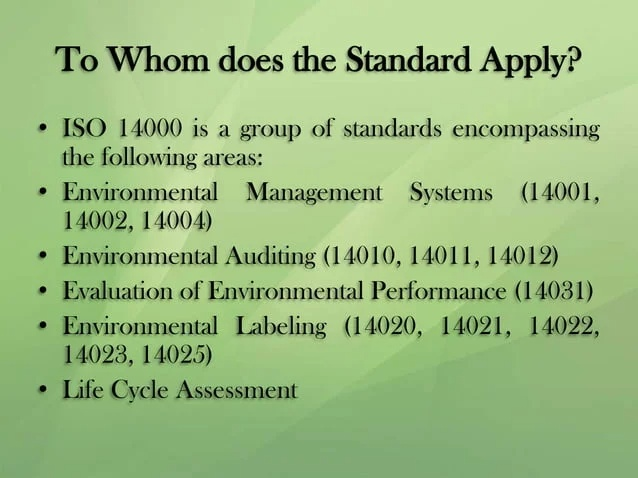 To Whom does the Standard Apply?
• ISO 14000 is a group of standards encompassing
the following areas:
• Environmental Management Systems (14001,
14002, 14004)
• Environmental Auditing (14010, 14011, 14012)
• Evaluation of Environmental Performance (14031)
• Environmental Labeling (14020, 14021, 14022,
14023, 14025)
• Life Cycle Assessment